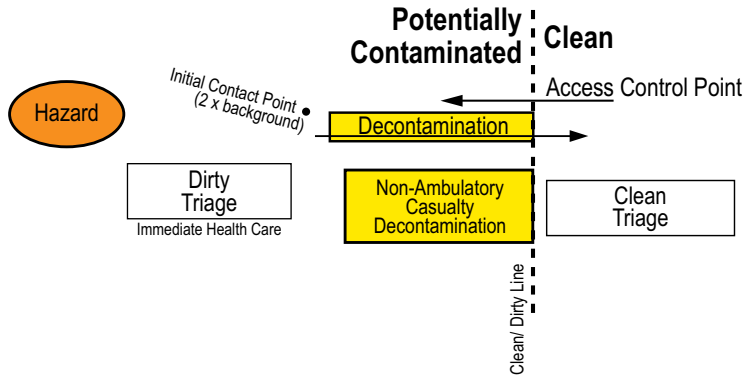 Potentially
Contaminated
Clean
Initial Contact Point
(2 x background)
Access Control Point
Hazard
Decontamination
Dirty
Triage
Immediate Health Care
Non-Ambulatory
Casualty
Decontamination
Clean
Triage
Clean/ Dirty Line